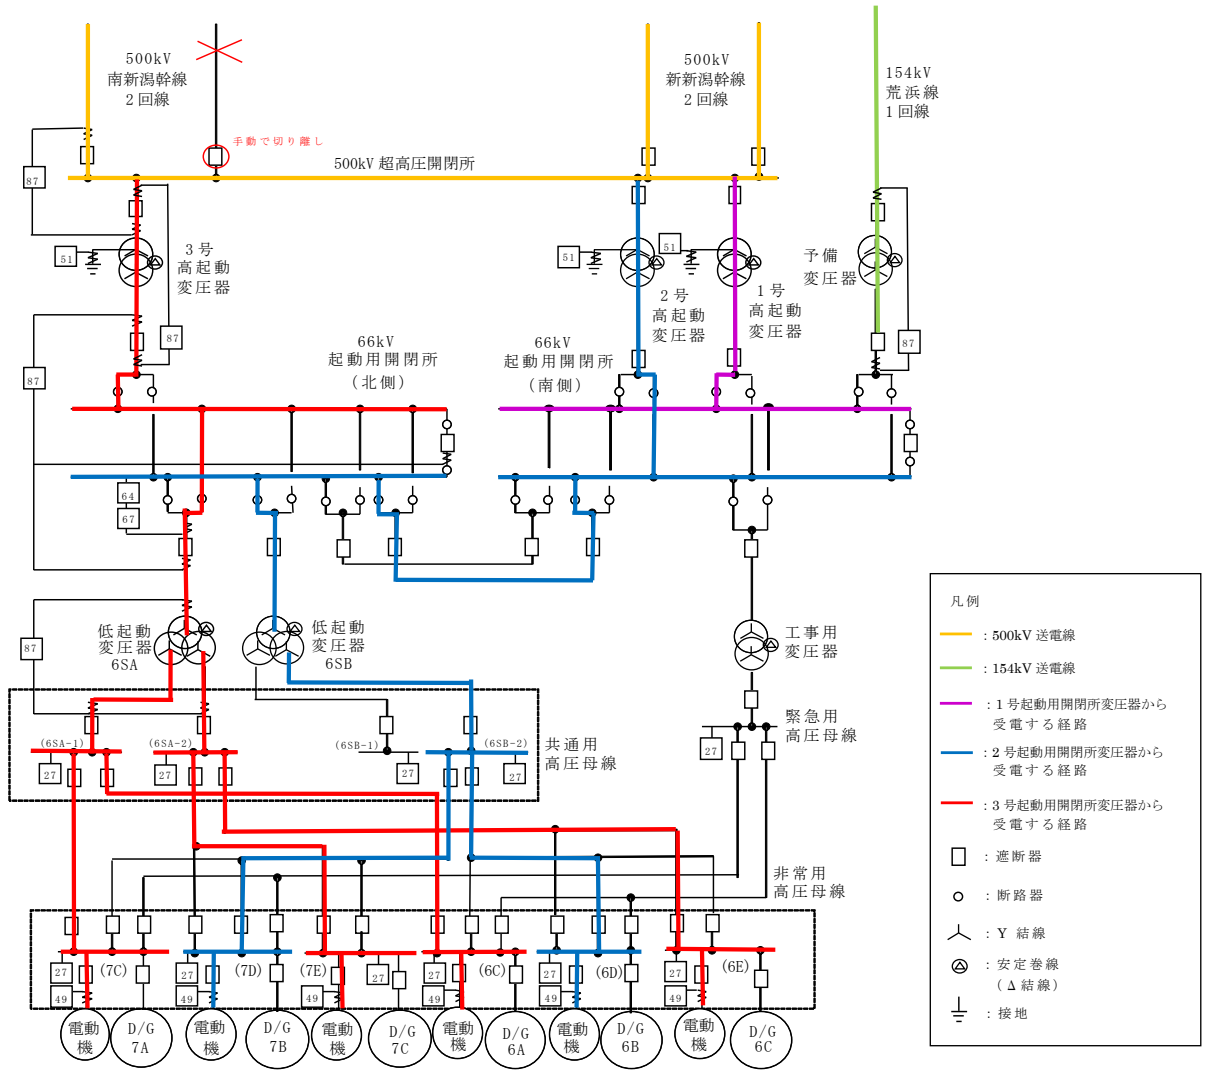 500kV
南新潟幹線
2回線
手動で切り離し
500kV 超高圧開閉所
500kV
新新潟幹線
2回線
154kV
荒浜線
1回線
87
51
3号
高起動
変圧器
87
87
51
51
2号
高起動
変圧器
1号
高起動
変圧器
予備
変圧器
87
66kV
起動用開閉所
(北側)
66kV
起動用開閉所
(南側)
64
67
87
低起動
変圧器
6SA
低起動
変圧器
6SB
工事用
変圧器
緊急用
高圧母線
27
(6SA-1)
(6SA-2)
(6SB-1)
(6SB-2)
27
27
27
27
共通用
高圧母線
非常用
高圧母線
27
(7C)
27
(7D)
(7E)
27
27
(6C)
27
(6D)
27
(6E)
49
49
49
49
49
49
電動
機
D/G
7A
電動
機
D/G
7B
電動
機
D/G
7C
電動
機
D/G
6A
電動
機
D/G
6B
電動
機
D/G
6C
凡例
：500kV 送電線
：154kV 送電線
：1号起動用開閉所変圧器から
受電する経路
：2号起動用開閉所変圧器から
受電する経路
：3号起動用開閉所変圧器から
受電する経路
：遮断器
：断路器
：Y 結線
：安定巻線
(Δ結線)
：接地